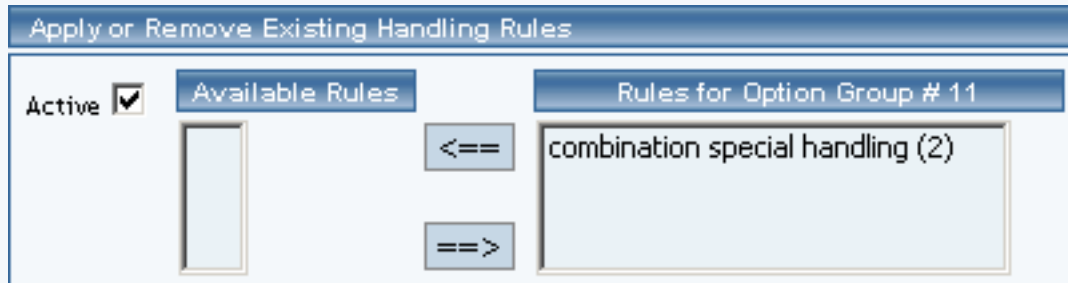 Apply or Remove Existing Handling Rules
Active
Available Rules
Rules for Option Group # 11
<==
combination special handling (2)
==>